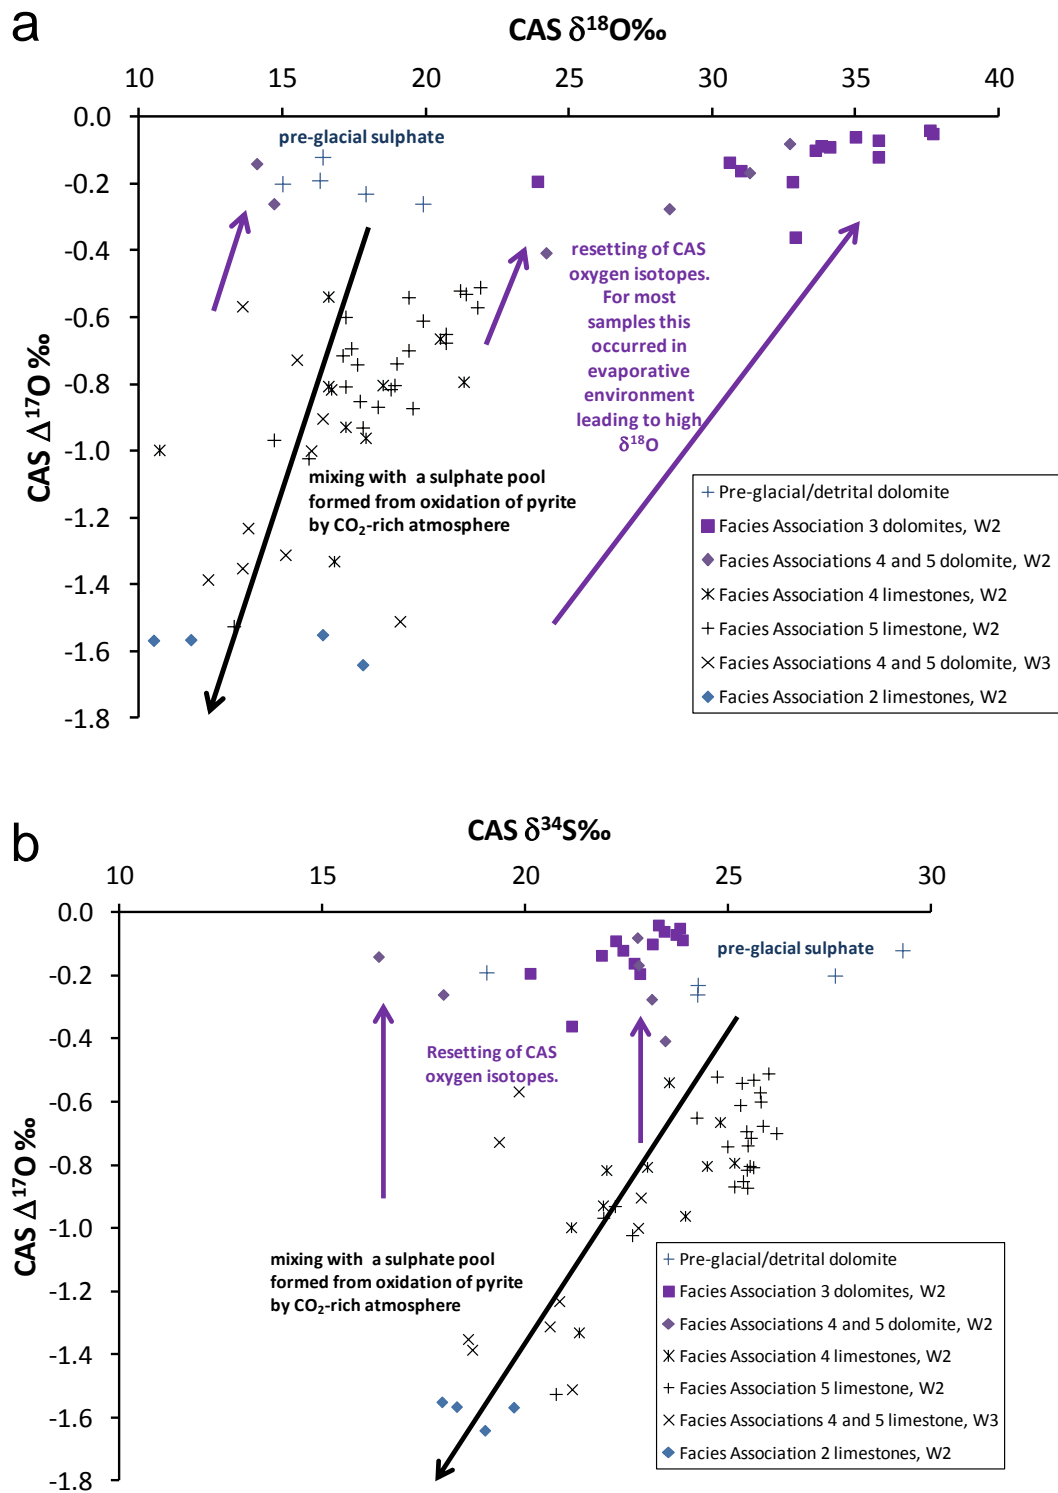 a
CAS δ18O‰
10 15 20 25 30 35 40
0.0
-0.2
-0.4
-0.6
-0.8
-1.0
-1.2
-1.4
-1.6
-1.8
CAS Δ17O‰
pre-glacial sulphate
resetting of CAS
oxygen isotopes.
For most
samples this
occurred in
evaporative
environment
leading to high
δ18O
mixing with a sulphate pool
formed from oxidation of pyrite
by CO2-rich atmosphere
Pre-glacial/detrital dolomite
Facies Association 3 dolomites, W2
Facies Associations 4 and 5 dolomite, W2
Facies Association 4 limestones, W2
Facies Association 5 limestone, W2
Facies Associations 4 and 5 dolomite, W3
Facies Association 2 limestones, W2
b
CAS δ34S‰
10 15 20 25 30
0.0
-0.2
-0.4
-0.6
-0.8
-1.0
-1.2
-1.4
-1.6
-1.8
CAS Δ17O‰
pre-glacial sulphate
Resetting of CAS
oxygen isotopes.
mixing with a sulphate pool
formed from oxidation of pyrite
by CO2-rich atmosphere
Pre-glacial/detrital dolomite
Facies Association 3 dolomites, W2
Facies Associations 4 and 5 dolomite, W2
Facies Association 4 limestones, W2
Facies Association 5 limestone, W2
Facies Associations 4 and 5 limestone, W3
Facies Association 2 limestones, W2